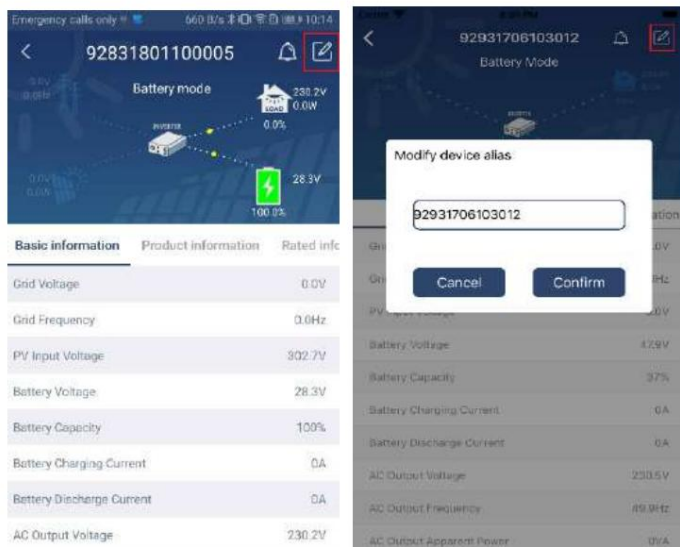 Emergency calls only
660 B/s
10:14
92831801100005
Battery mode
230.2V
0.0W
LOAD
0.0%
INVERTER
28.3V
100.0%
Basic information Product information Rated infc
Grid Voltage 0.0V
Grid Frequency 0.0Hz
PV Input Voltage 302.7V
Battery Voltage 28.3V
Battery Capacity 100%
Battery Charging Current 0A
Battery Discharge Current 0A
AC Output Voltage 230.2V
92931706103012
Battery Mode
Modify device alias
92931706103012
Cancel Confirm
Battery Voltage 47.9V
Battery Capacity 37%
Battery Charging Current 0A
Battery Discharge Current 0A
AC Output Voltage 230.5V
AC Output Frequency 49.9Hz
AC Output Apparent Power 0VA